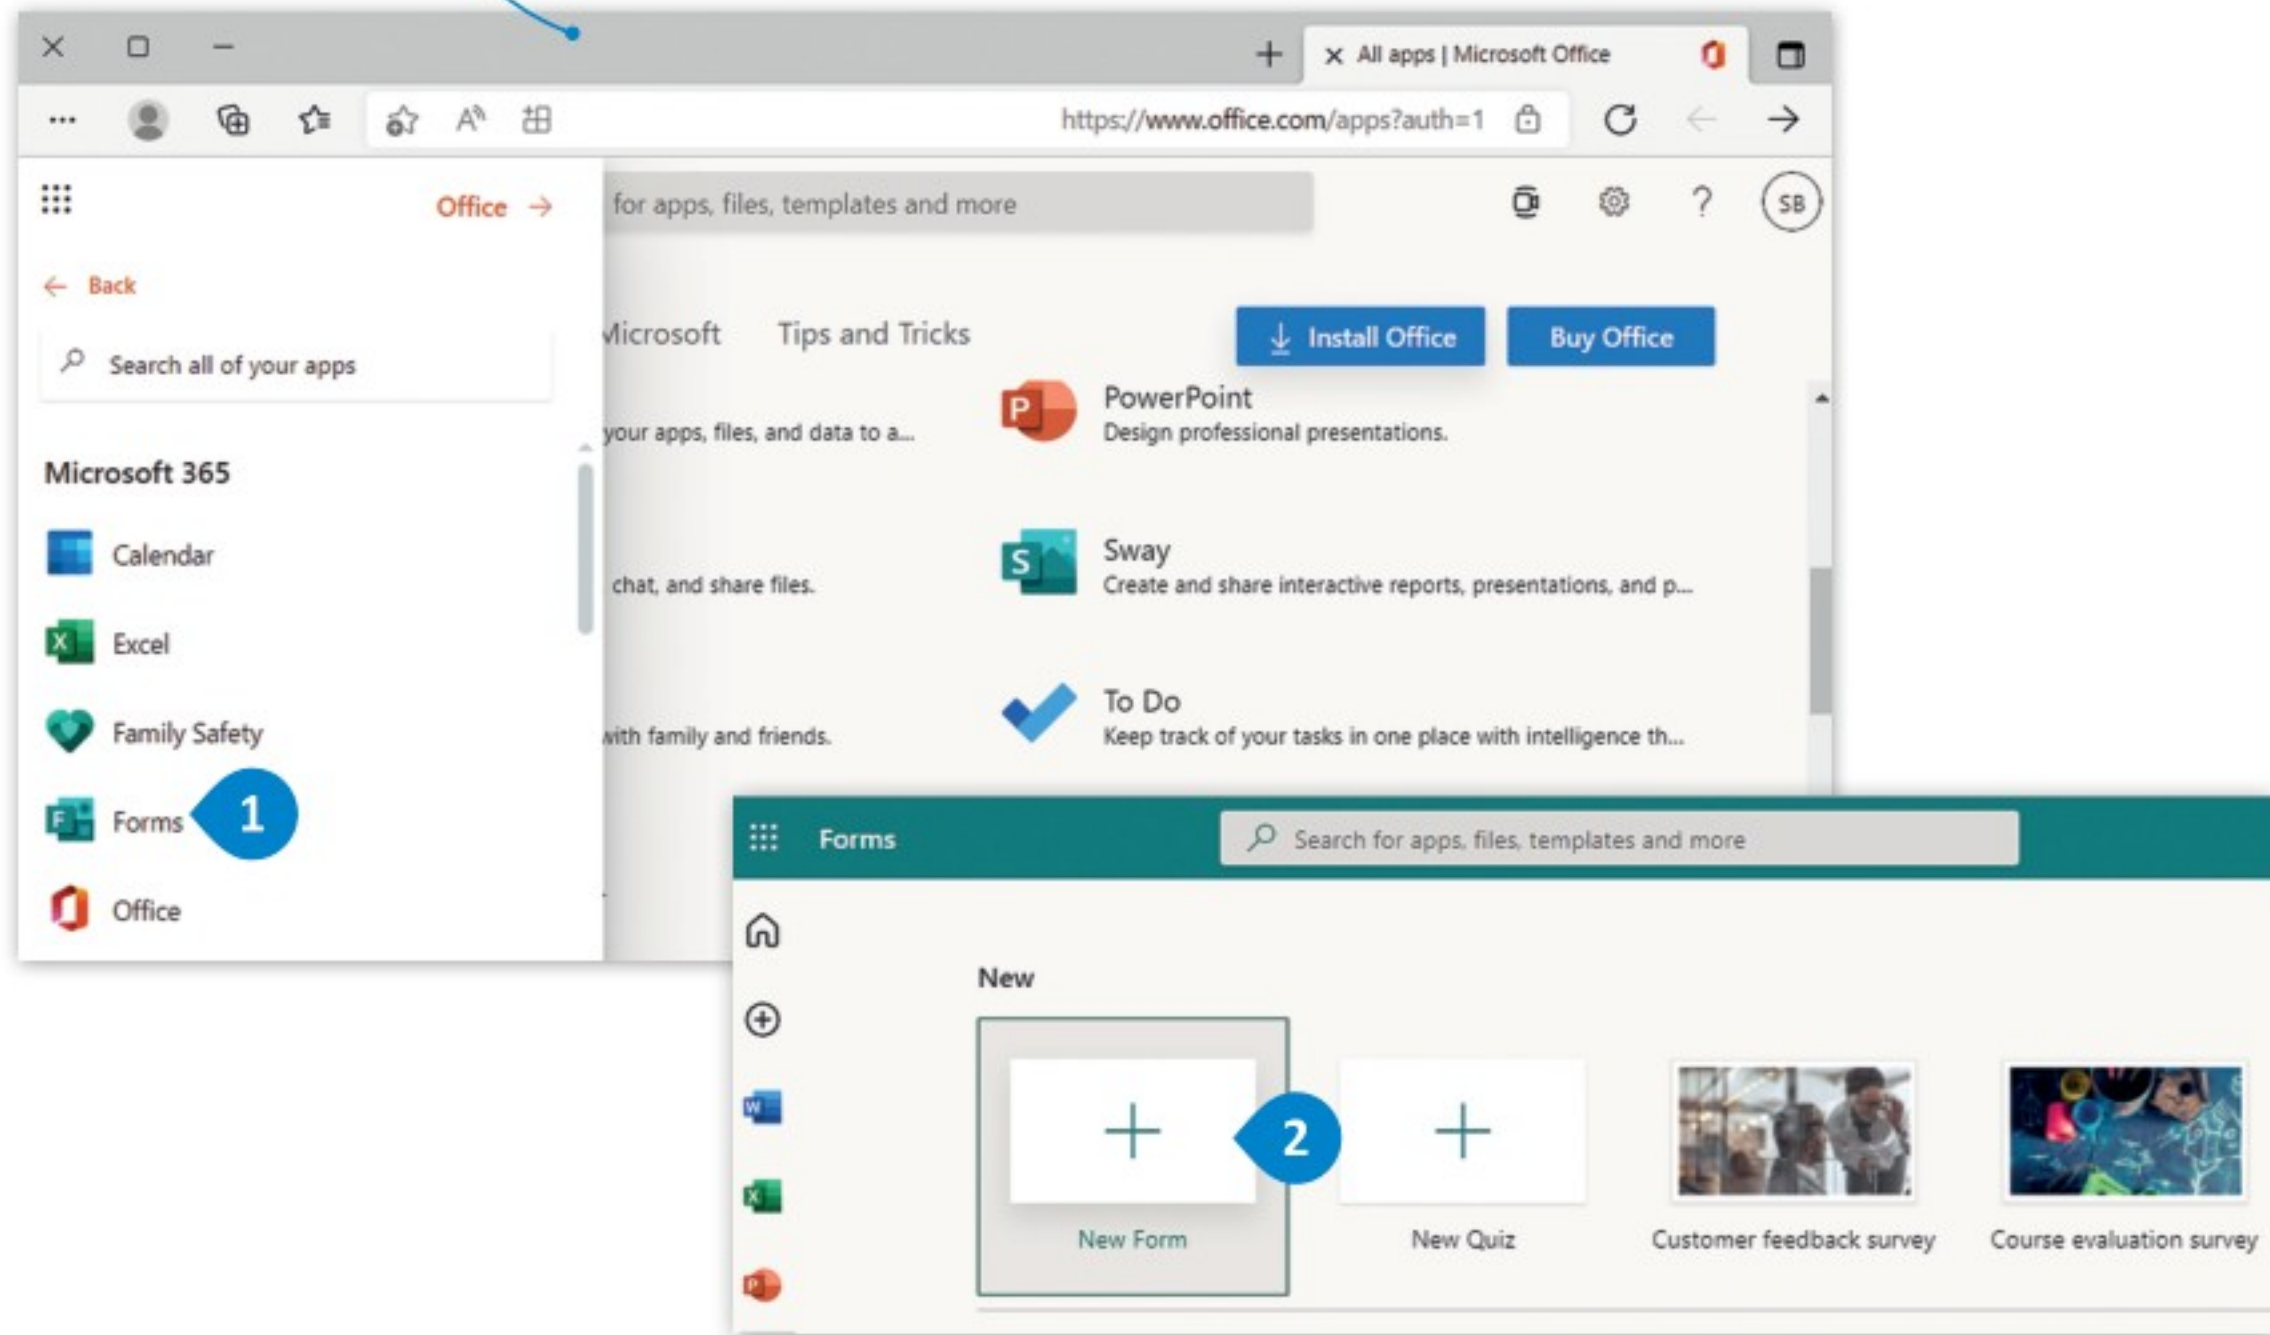 All apps | Microsoft Office
https://www.office.com/apps?auth=1
Office →
for apps, files, templates and more
?
SB
← Back
Search all of your apps
Microsoft
Tips and Tricks
Install Office
Buy Office
your apps, files, and data to a...
PowerPoint
Design professional presentations.
Microsoft 365
Calendar
Sway
chat, and share files.
Create and share interactive reports, presentations, and p...
Excel
To Do
Family Safety
with family and friends.
Keep track of your tasks in one place with intelligence th...
Forms
1
Office
Forms
Search for apps, files, templates and more
New
2
New Form
New Quiz
Customer feedback survey
Course evaluation survey